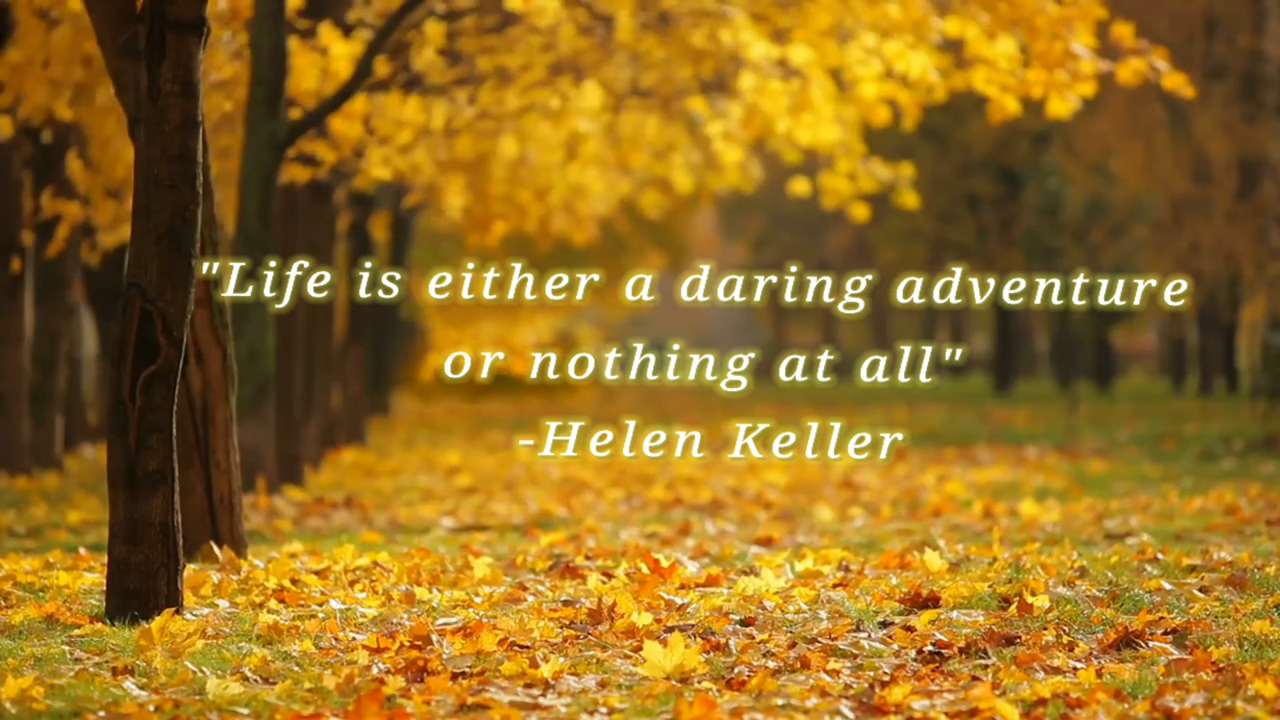 "Life is either a daring adventure
or nothing at all"
-Helen Keller